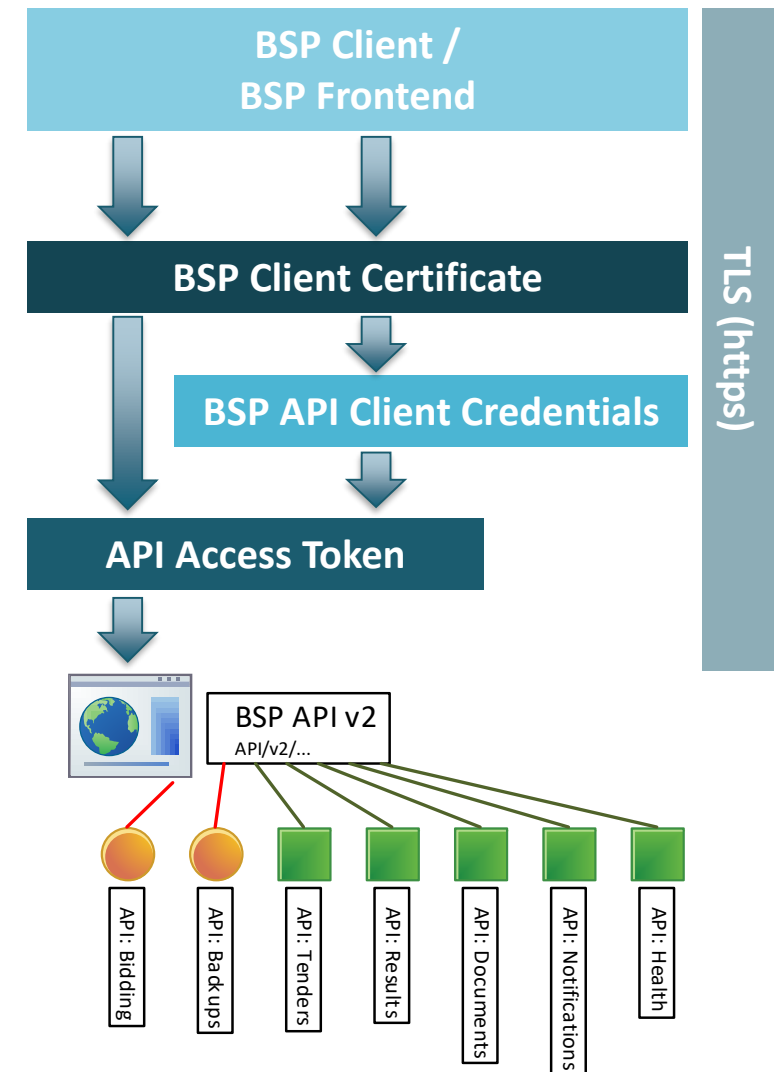 BSP Client /
BSP Frontend
TLS (https)
BSP Client Certificate
BSP API Client Credentials
API Access Token
BSP API v2
API/v2/...
API: Bidding
API: Backups
API: Tenders
API: Results
API: Documents
API: Notifications
API: Health